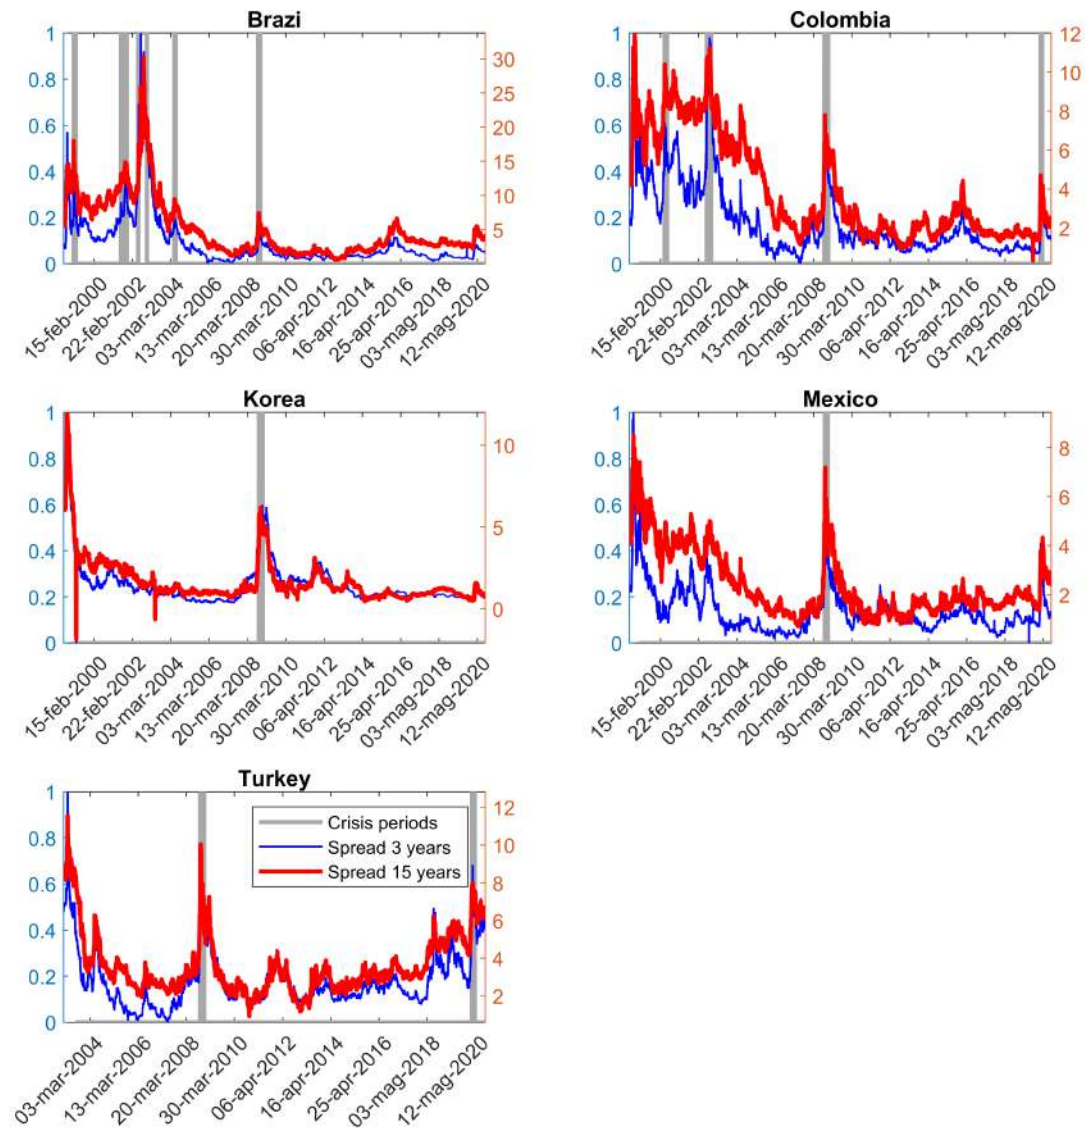 Brazi
1
0.8
0.6
0.4
0.2
0
30
25
20
15
10
5
15-feb-2000
22-feb-2002
03-mar-2004
13-mar-2006
20-mar-2008
30-mar-2010
06-apr-2012
16-apr-2014
25-apr-2016
03-mag-2018
12-mag-2020
Colombia
1
0.8
0.6
0.4
0.2
0
12
10
8
6
4
2
15-feb-2000
22-feb-2002
03-mar-2004
13-mar-2006
20-mar-2008
30-mar-2010
06-apr-2012
16-apr-2014
25-apr-2016
03-mag-2018
12-mag-2020
Korea
1
0.8
0.6
0.4
0.2
0
10
5
0
15-feb-2000
22-feb-2002
03-mar-2004
13-mar-2006
20-mar-2008
30-mar-2010
06-apr-2012
16-apr-2014
25-apr-2016
03-mag-2018
12-mag-2020
Mexico
1
0.8
0.6
0.4
0.2
0
8
6
4
2
15-feb-2000
22-feb-2002
03-mar-2004
13-mar-2006
20-mar-2008
30-mar-2010
06-apr-2012
16-apr-2014
25-apr-2016
03-mag-2018
12-mag-2020
Turkey
1
0.8
0.6
0.4
0.2
0
Crisis periods
Spread 3 years
Spread 15 years
12
10
8
6
4
2
03-mar-2004
13-mar-2006
20-mar-2008
30-mar-2010
06-apr-2012
16-apr-2014
25-apr-2016
03-mag-2018
12-mag-2020